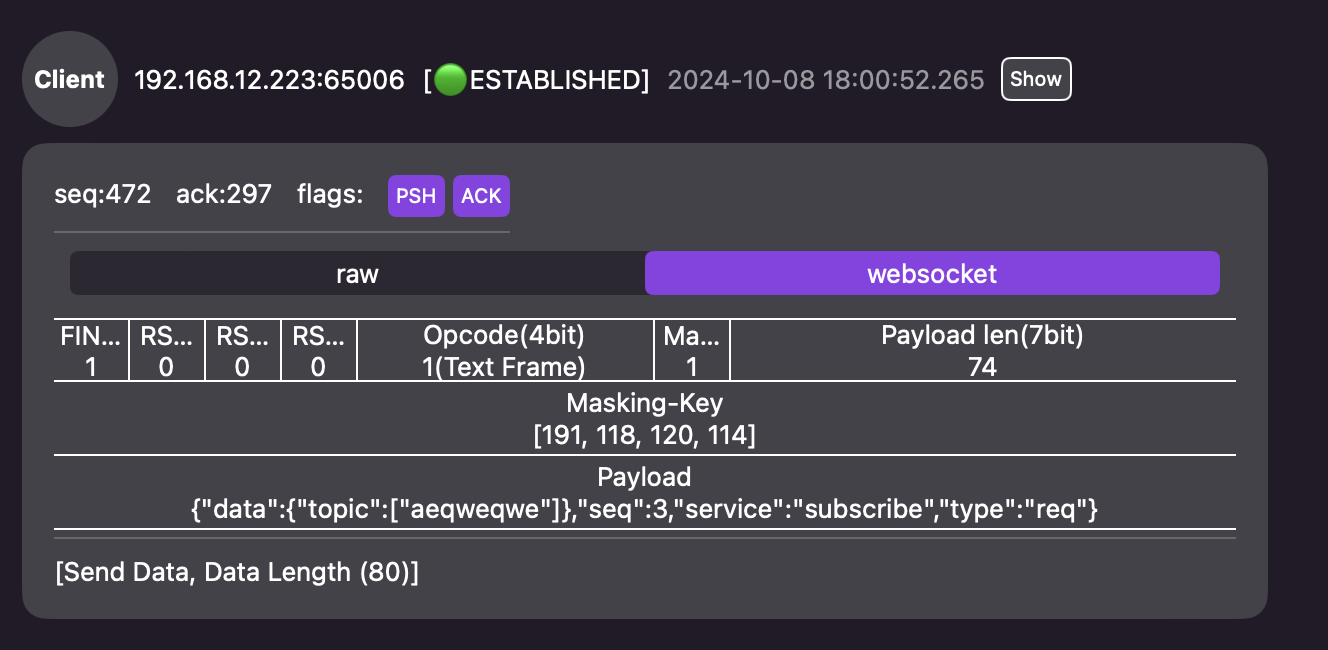 Client 192.168.12.223:65006 [🟢ESTABLISHED] 2024-10-08 18:00:52.265 Show
seq:472 ack:297 flags: PSH ACK
raw websocket
FIN... RS... RS... RS... Opcode(4bit) Ma... Payload len(7bit)
1 0 0 0 1(Text Frame) 1 74
Masking-Key
[191, 118, 120, 114]
Payload
{"data":{"topic":["aeqweqwe"]},"seq":3,"service":"subscribe","type":"req"}
[Send Data, Data Length (80)]